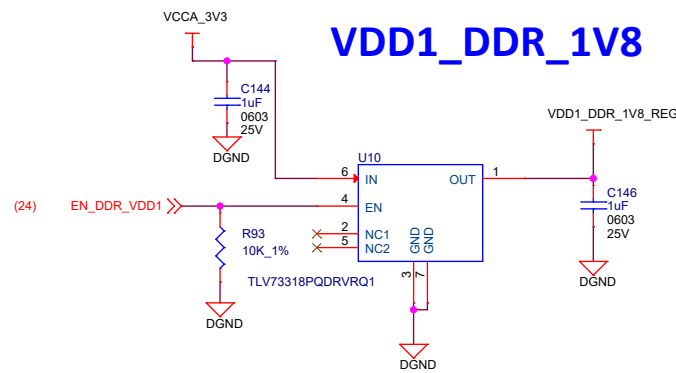 VCCA_3V3
VDD1_DDR_1V8
C144
1uF
0603
25V
DGND
VDD1_DDR_1V8_REG
U10
6 IN
OUT 1
(24) EN_DDR_VDD1
4 EN
2 NC1
5 NC2
GND
GND
3
7
R93
10K_1%
C146
1uF
0603
25V
TLV73318PQDRVRQ1
DGND
DGND
DGND